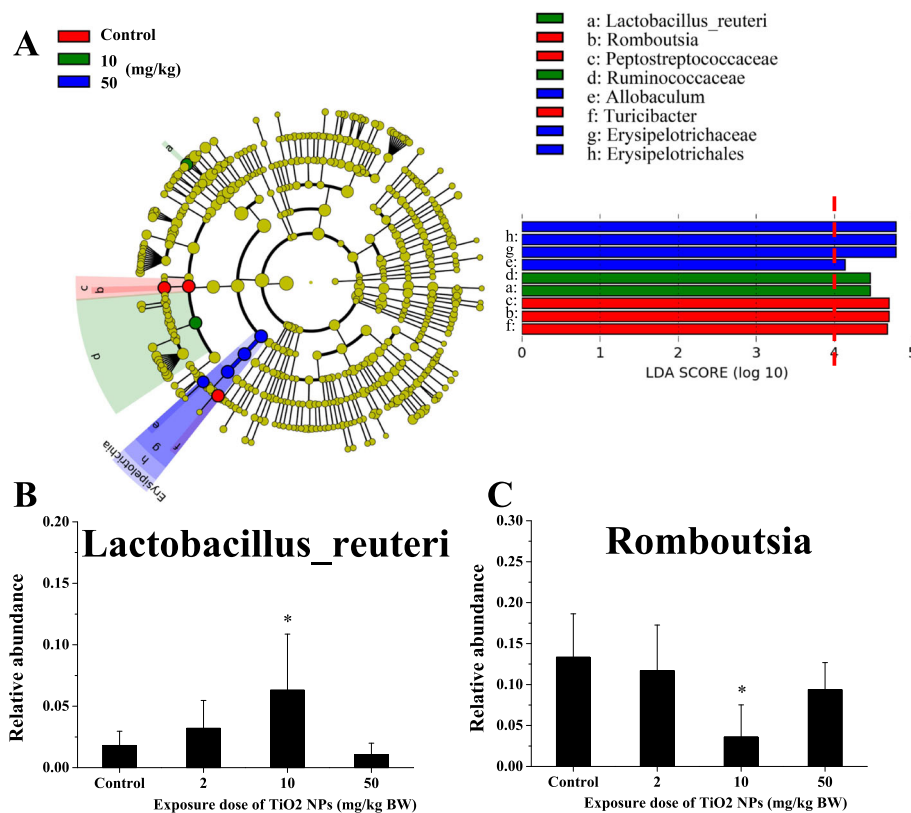 A
Control
10
(mg/kg)
50
a: Lactobacillus_reuteri
b: Romboutsia
c: Peptostreptococcaceae
d: Ruminococcaceae
e: Allobaculum
f: Turicibacter
g: Erysipelotrichaceae
h: Erysipelotrichales
a
c b
d
e
g
f
h
Erysipelotrichia
h:
g:
e:
d:
a:
c:
b:
f:
0 1 2 3 4 5
LDA SCORE (log 10)
B
Lactobacillus_reuteri
Relative abundance
0.20
0.15
0.10
0.05
0.00
*
Control 2 10 50
Exposure dose of TiO2 NPs (mg/kg BW)
C
Romboutsia
Relative abundance
0.30
0.25
0.20
0.15
0.10
0.05
0.00
*
Control 2 10 50
Exposure dose of TiO2 NPs (mg/kg BW)